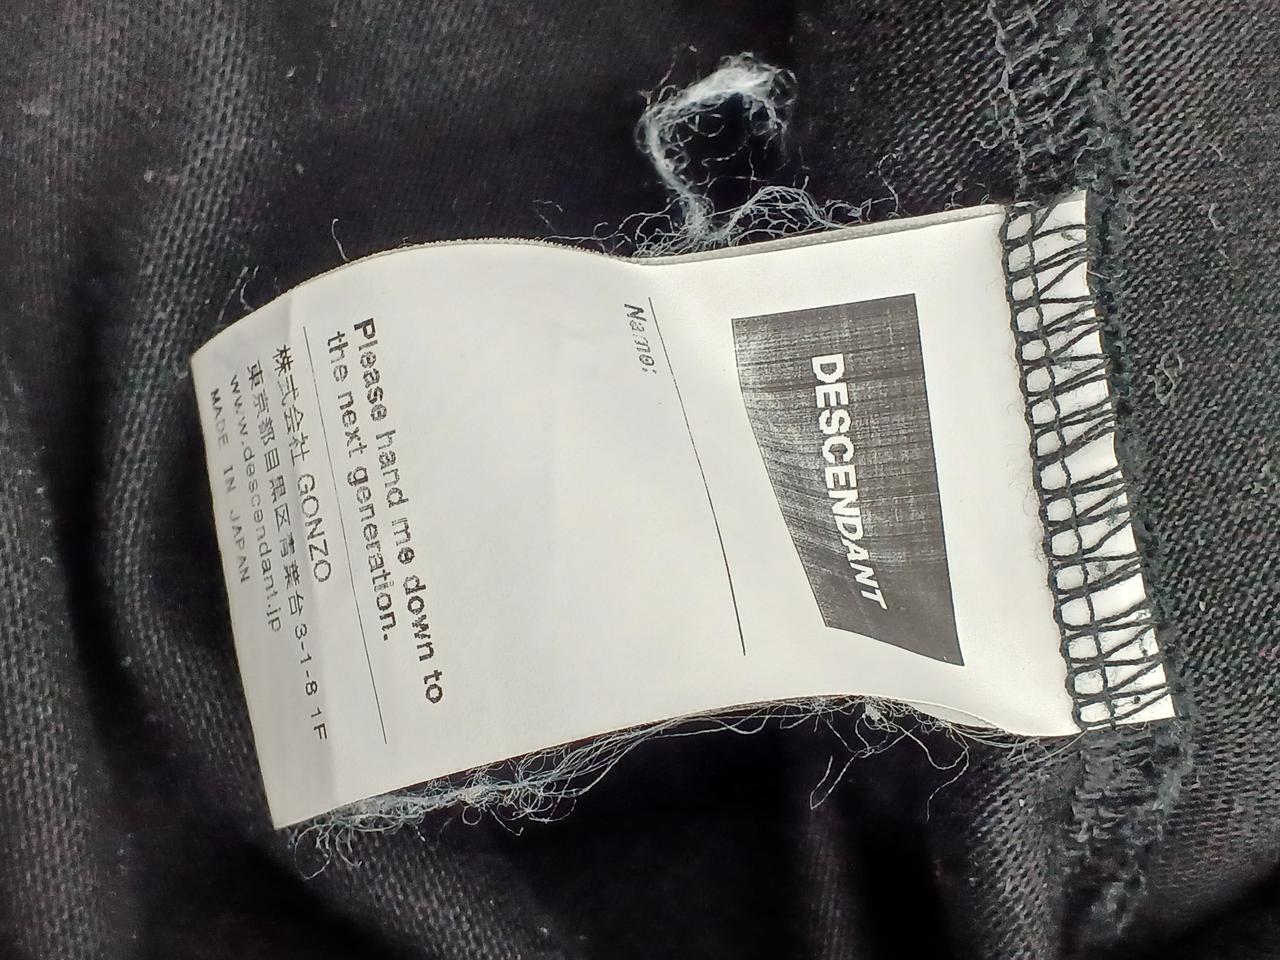 DESCENDANT
Name:
Please hand me down to
the next generation.
株式会社 GONZO
東京都目黒区青葉台3-1-8 1F
www.descendant.jp
MADE IN JAPAN